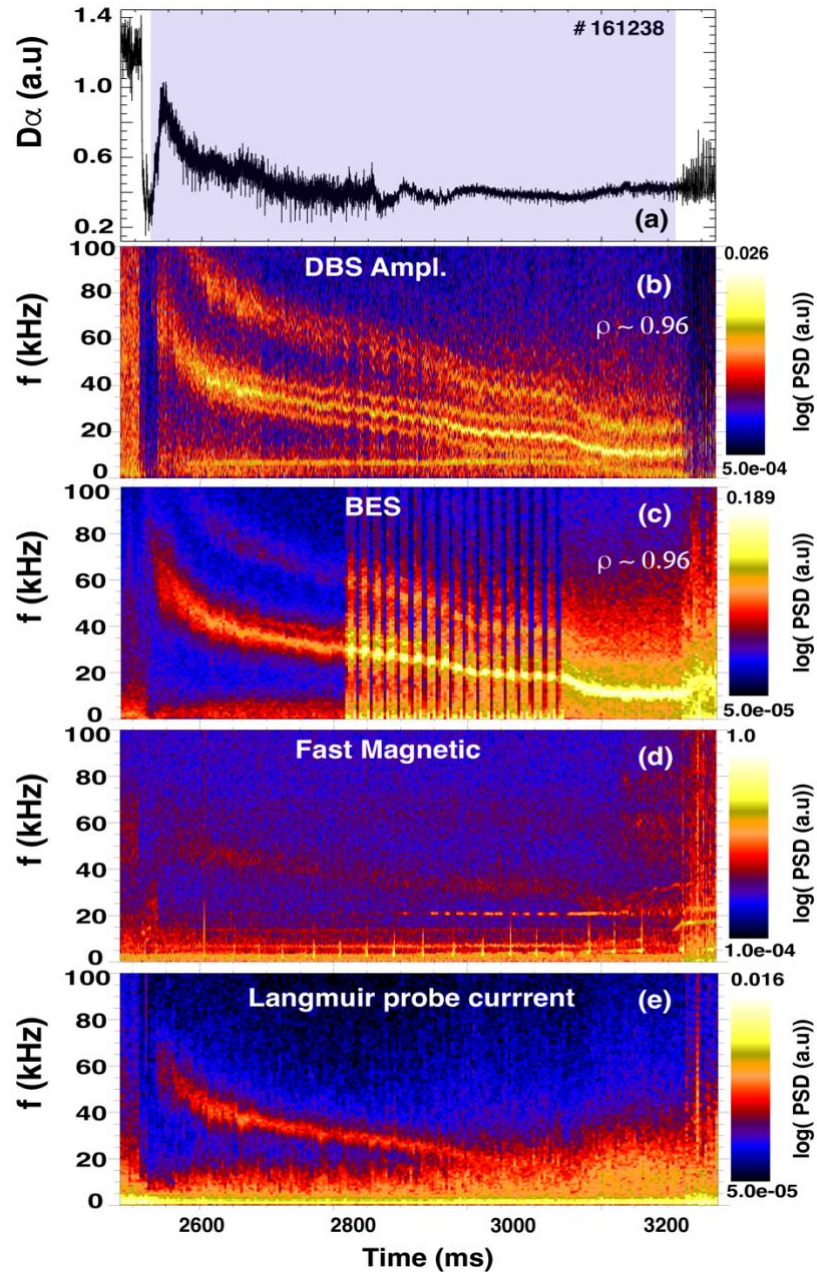 1.4
1.0
0.6
0.2
Dα (a.u)
# 161238
(a)
100
80
60
40
20
0
f (kHz)
DBS Ampl.
(b)
ρ ~ 0.96
0.026
5.0e-04
log( PSD (a.u))
100
80
60
40
20
0
f (kHz)
BES
(c)
ρ ~ 0.96
0.189
5.0e-05
log( PSD (a.u))
100
80
60
40
20
0
f (kHz)
Fast Magnetic
(d)
1.0
1.0e-04
log( PSD (a.u))
100
80
60
40
20
0
f (kHz)
Langmuir probe currrent
(e)
0.016
5.0e-05
log( PSD (a.u))
2600 2800 3000 3200
Time (ms)